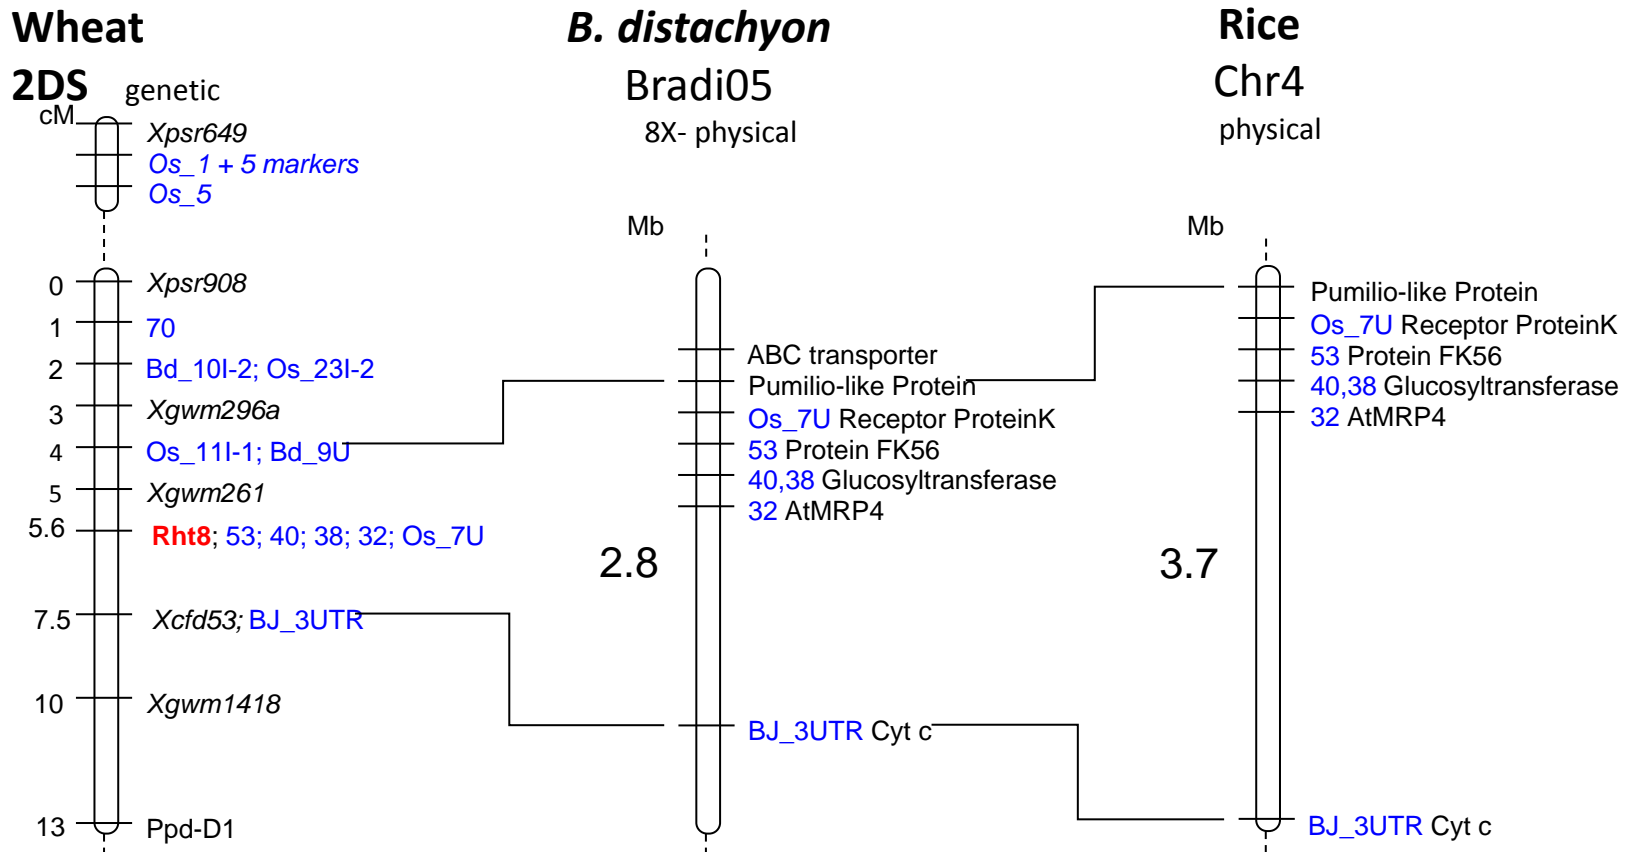 Wheat
2DS genetic
cM
Xpsr649
Os_1 + 5 markers
Os_5
0 Xpsr908
1 70
2 Bd_10I-2; Os_23I-2
3 Xgwm296a
4 Os_11I-1; Bd_9U
5 Xgwm261
5.6 Rht8; 53; 40; 38; 32; Os_7U
7.5 Xcfd53; BJ_3UTR
10 Xgwm1418
13 Ppd-D1
B. distachyon
Bradi05
8X- physical
Mb
ABC transporter
Pumilio-like Protein
Os_7U Receptor ProteinK
53 Protein FK56
40,38 Glucosyltransferase
32 AtMRP4
2.8
BJ_3UTR Cyt c
Rice
Chr4
physical
Mb
Pumilio-like Protein
Os_7U Receptor ProteinK
53 Protein FK56
40,38 Glucosyltransferase
32 AtMRP4
3.7
BJ_3UTR Cyt c